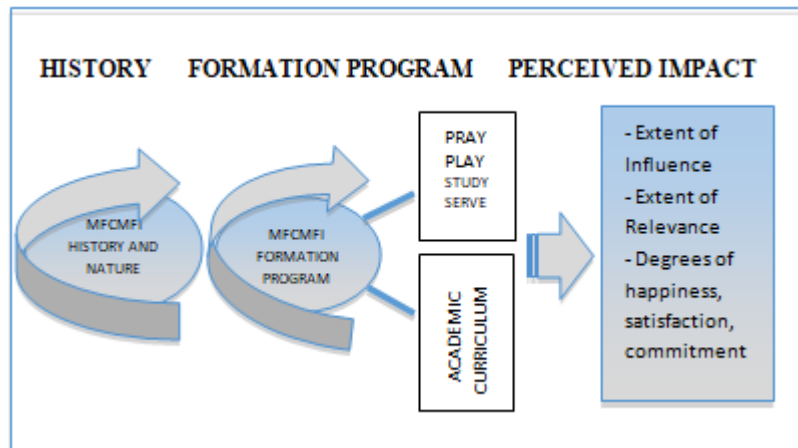 HISTORY FORMATION PROGRAM PERCEIVED IMPACT
MFCMFI
HISTORY AND
NATURE
MFCMFI
FORMATION
PROGRAM
PRAY
PLAY
STUDY
SERVE
ACADEMIC
CURRICULUM
- Extent of
Influence
- Extent of
Relevance
- Degrees of
happiness,
satisfaction,
commitment